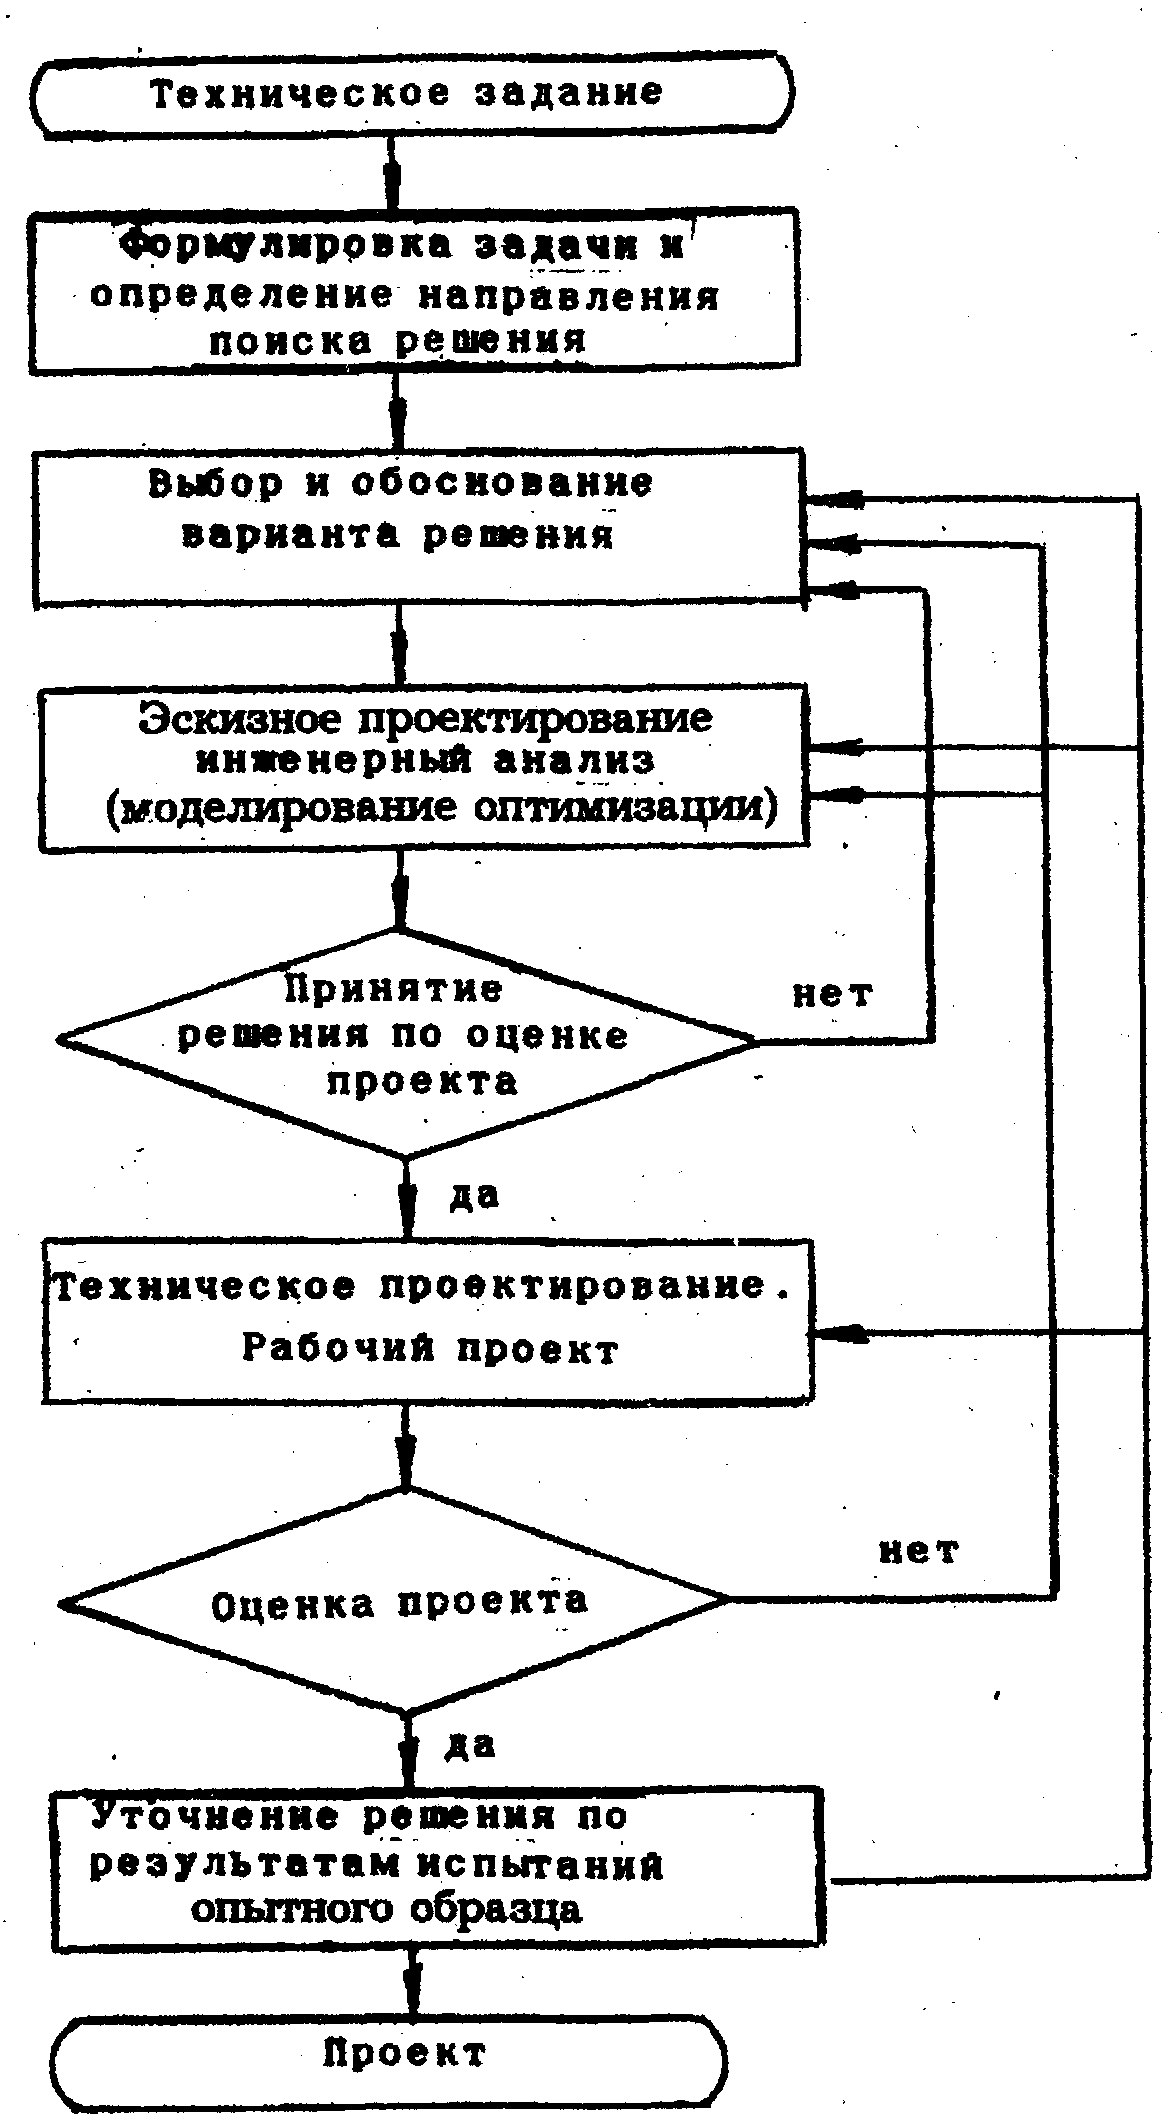 Техническое задание
Формулировка задачи и
определение направления
поиска решения
Выбор и обоснование
варианта решения
Эскизное проектирование
инженерный анализ
(моделирование оптимизации)
Принятие
решения по оценке
проекта
нет
да
Техническое проектирование.
Рабочий проект
Оценка проекта
нет
да
Уточнение решения по
результатам испытаний
опытного образца
Проект